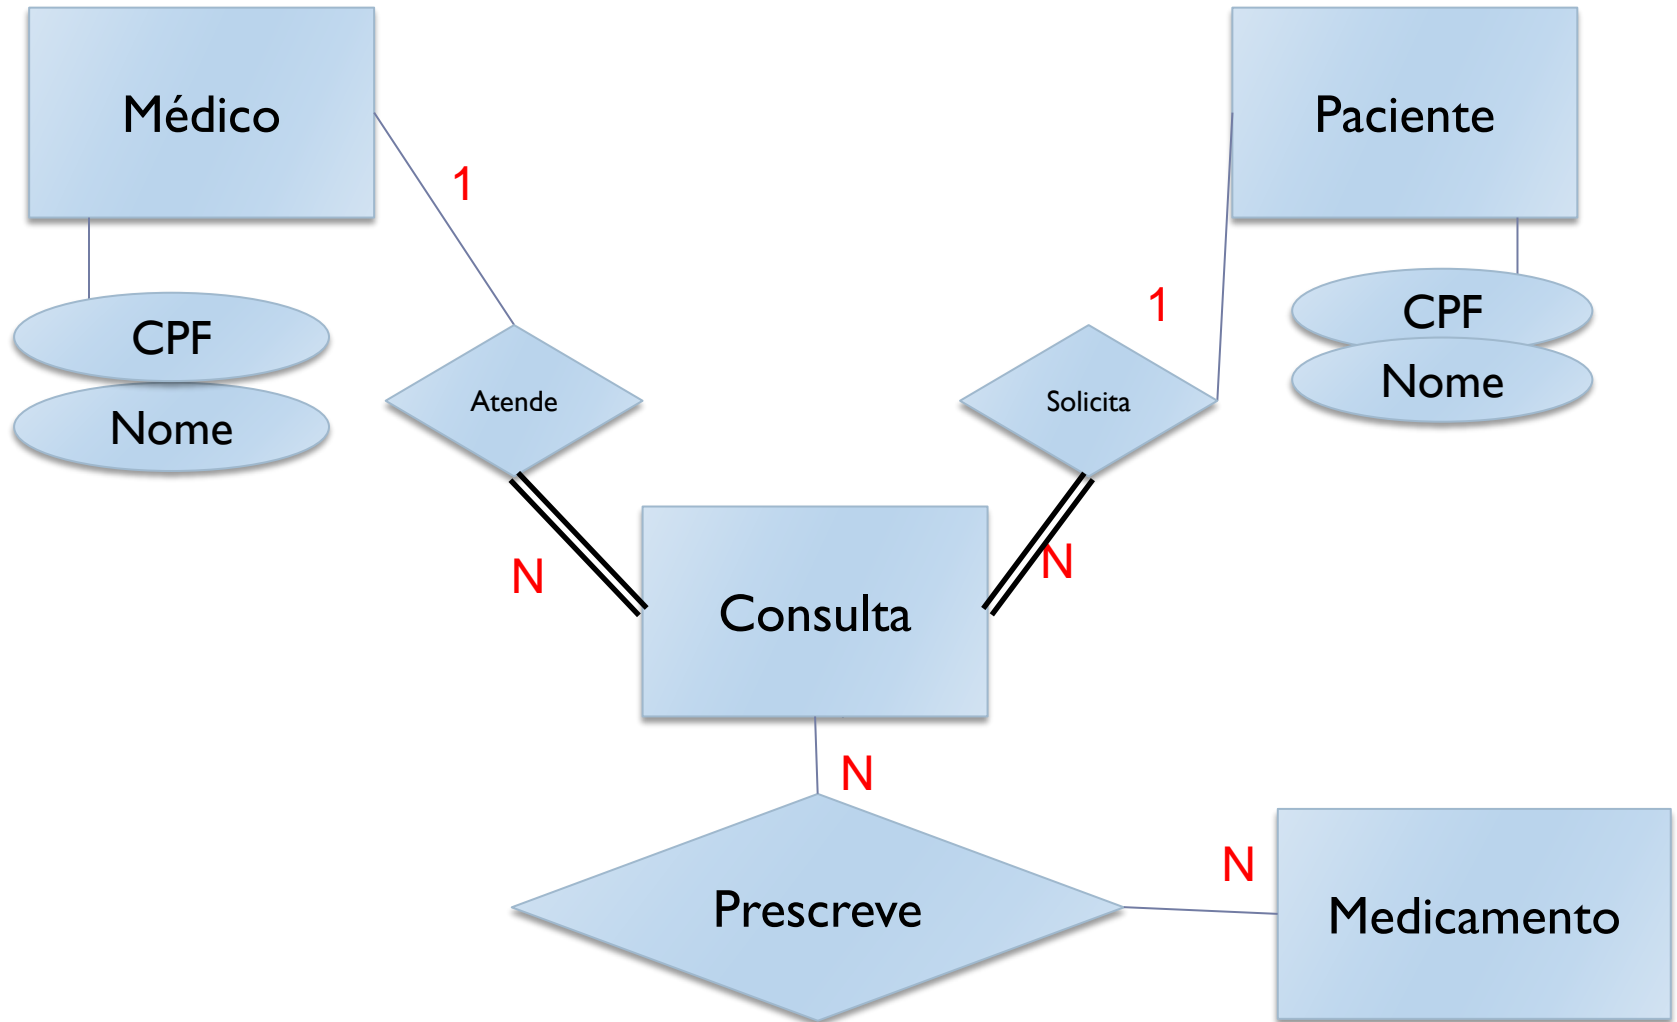 Médico
Paciente
1
CPF
Nome
1
CPF
Nome
Atende
Solicita
N
N
Consulta
N
Prescreve
N
Medicamento